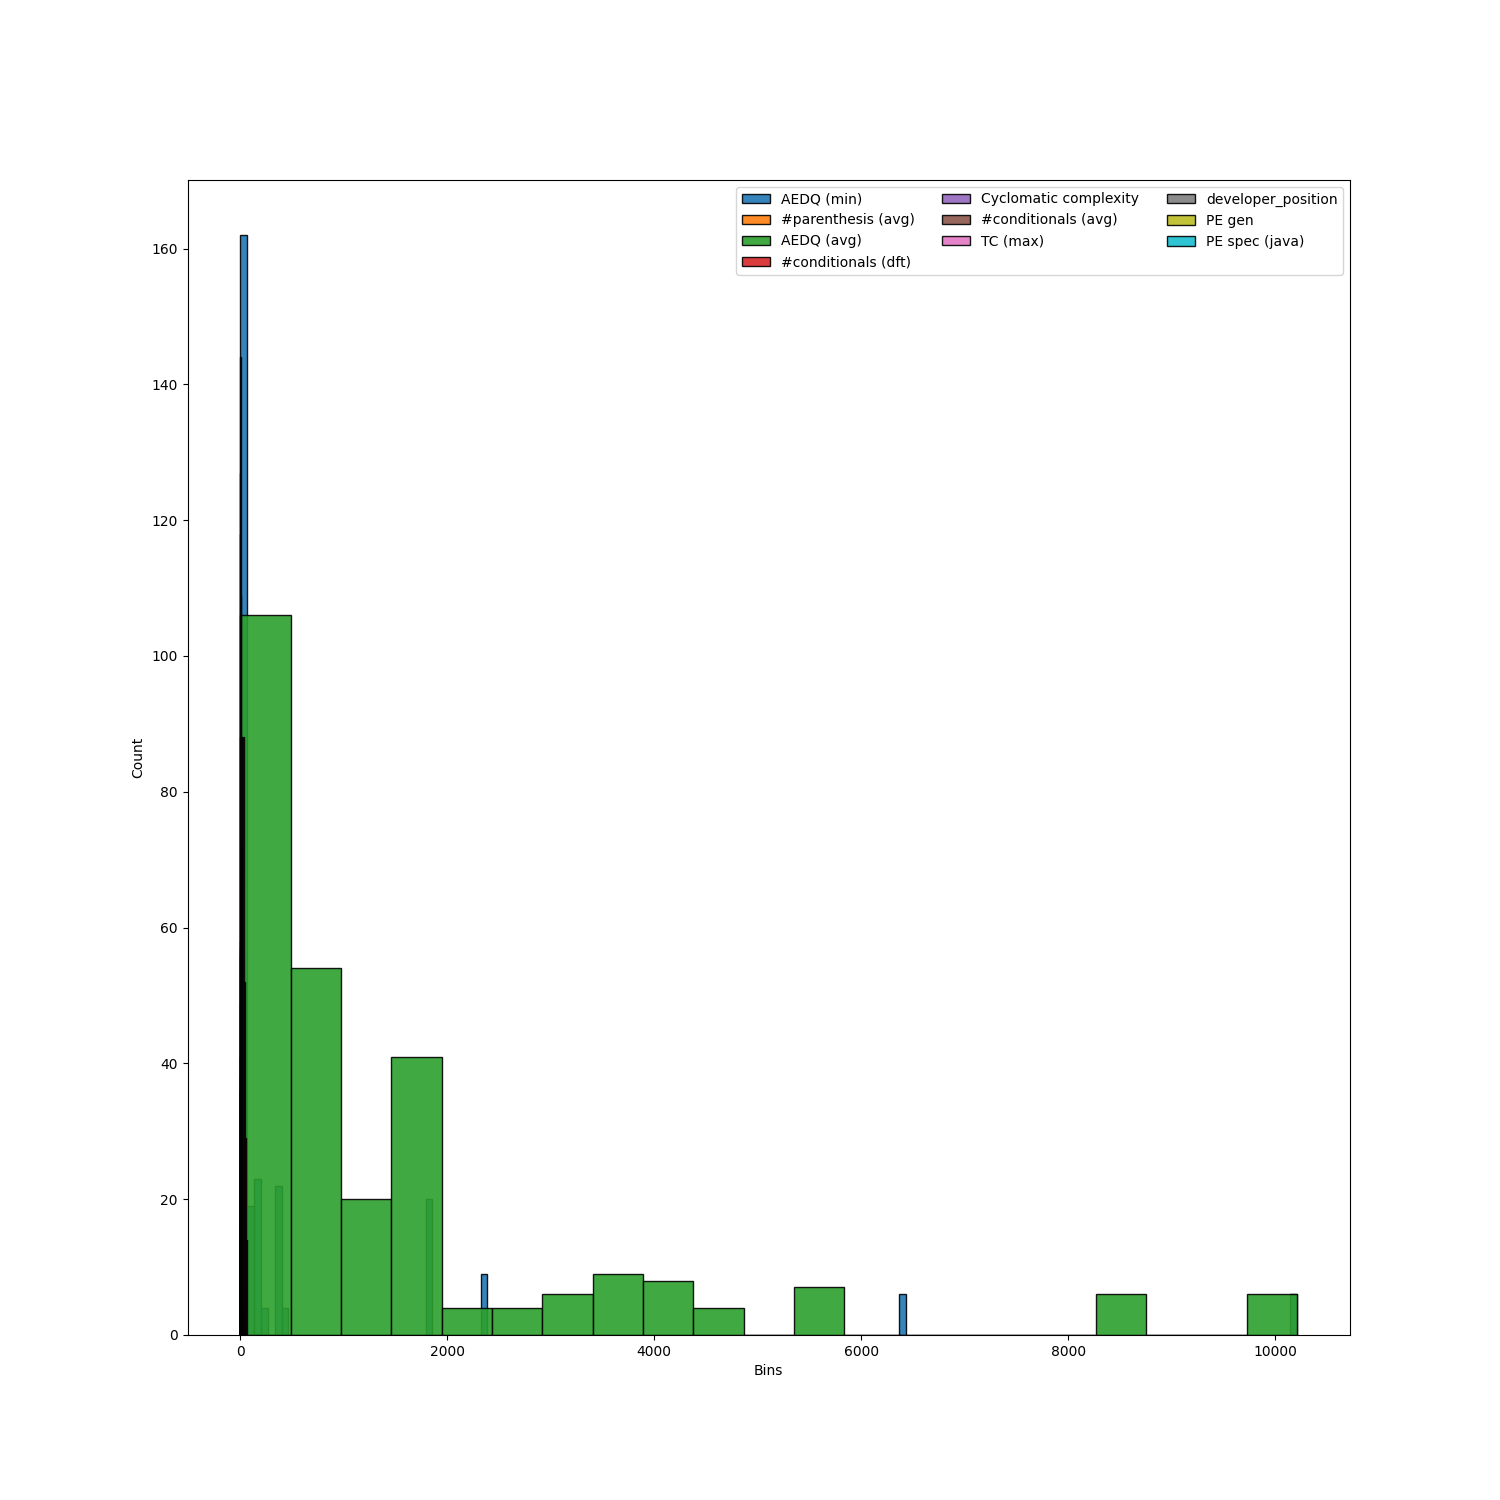 AEDQ (min)
#parenthesis (avg)
AEDQ (avg)
#conditionals (dft)
Cyclomatic complexity
#conditionals (avg)
TC (max)
developer_position
PE gen
PE spec (java)
160
140
120
100
80
60
40
20
0
Count
0 2000 4000 6000 8000 10000
Bins